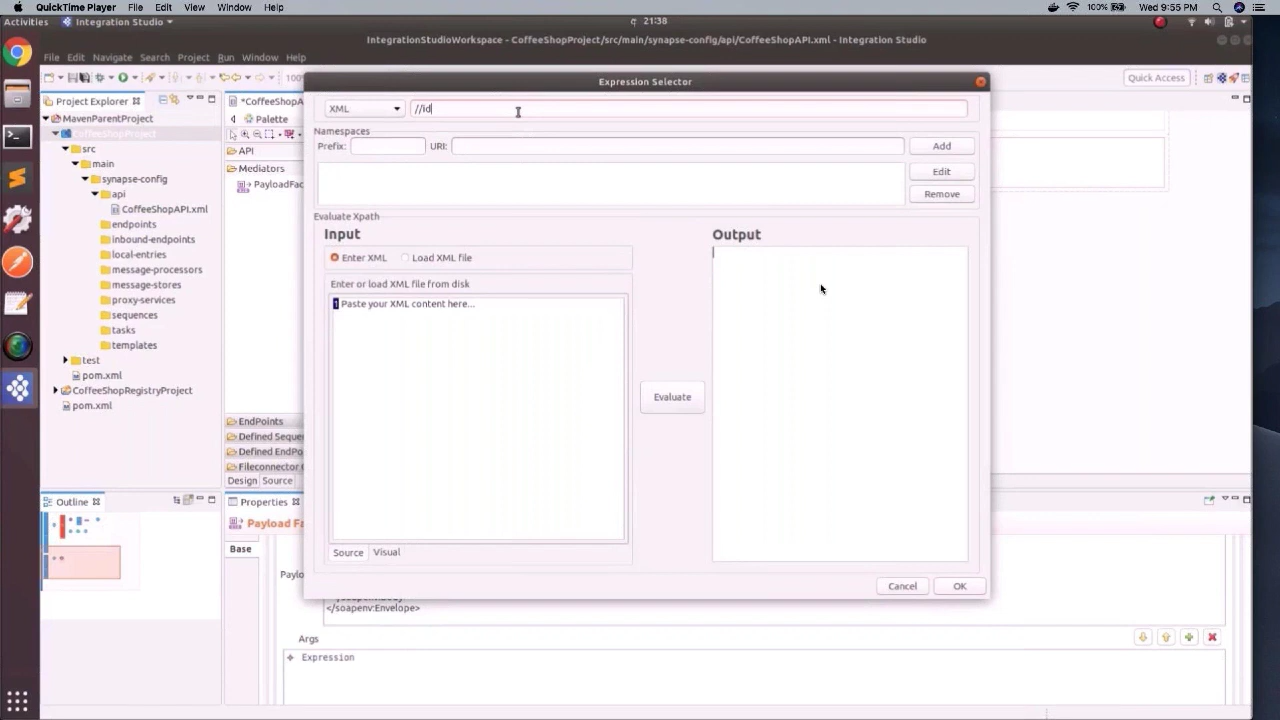 QuickTime Player File Edit View Window Help 100% Wed 9:55 PM
Activities Integration Studio 21:38
IntegrationStudioWorkspace - CoffeeShopProject/src/main/synapse-config/api/CoffeeShopAPI.xml - Integration Studio
File Edit Navigate Search Project Run Window Help
Expression Selector
100%
Quick Access
Project Explorer
*CoffeeShopA
XML
//id
MavenParentProject
Palette
CoffeeShopProject
Namespaces
src
Prefix:
URI:
Add
API
main
Mediators
Edit
synapse-config
PayloadFac
api
Remove
CoffeeShopAPI.xml
endpoints
Evaluate Xpath
inbound-endpoints
Input
Output
local-entries
Enter XML
Load XML file
message-processors
message-stores
Enter or load XML file from disk
proxy-services
1 Paste your XML content here...
sequences
tasks
templates
test
pom.xml
CoffeeShopRegistryProject
Evaluate
pom.xml
EndPoints
Defined Seque
Defined EndPo
Fileconnector
Design Source
Outline
Properties
Payload Fa
Base
Source Visual
Paylo
Cancel
OK
</soapenv:Envelope>
Args
Expression